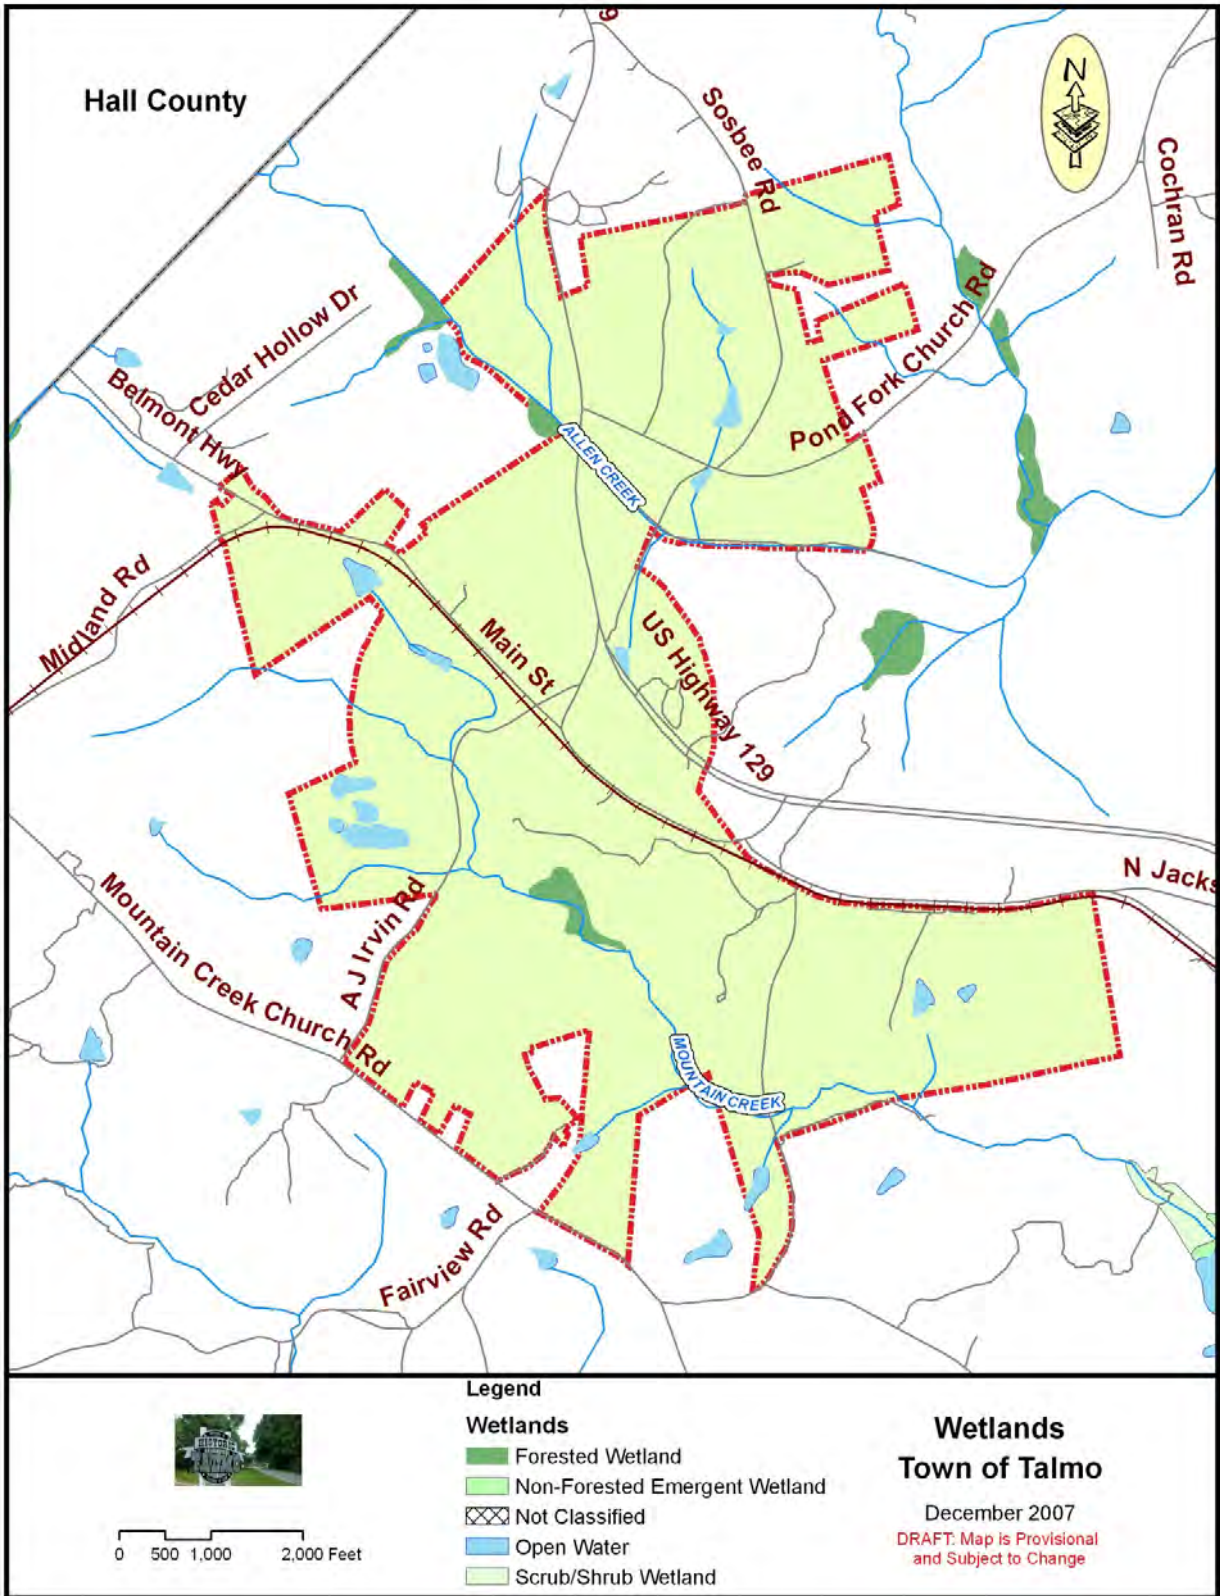 9
Hall County
N
Sosbee Rd
Cochran Rd
Cedar Hollow Dr
Belmont Hwy
Pond Fork Church Rd
ALLEN CREEK
Midland Rd
Main St
US Highway 129
N Jacks
Mountain Creek Church Rd
A J Irvin Rd
MOUNTAIN CREEK
Fairview Rd
Legend
Wetlands
Forested Wetland
Non-Forested Emergent Wetland
Not Classified
Open Water
Scrub/Shrub Wetland
HISTORIC
0 500 1,000 2,000 Feet
Wetlands
Town of Talmo
December 2007
DRAFT: Map is Provisional
and Subject to Change